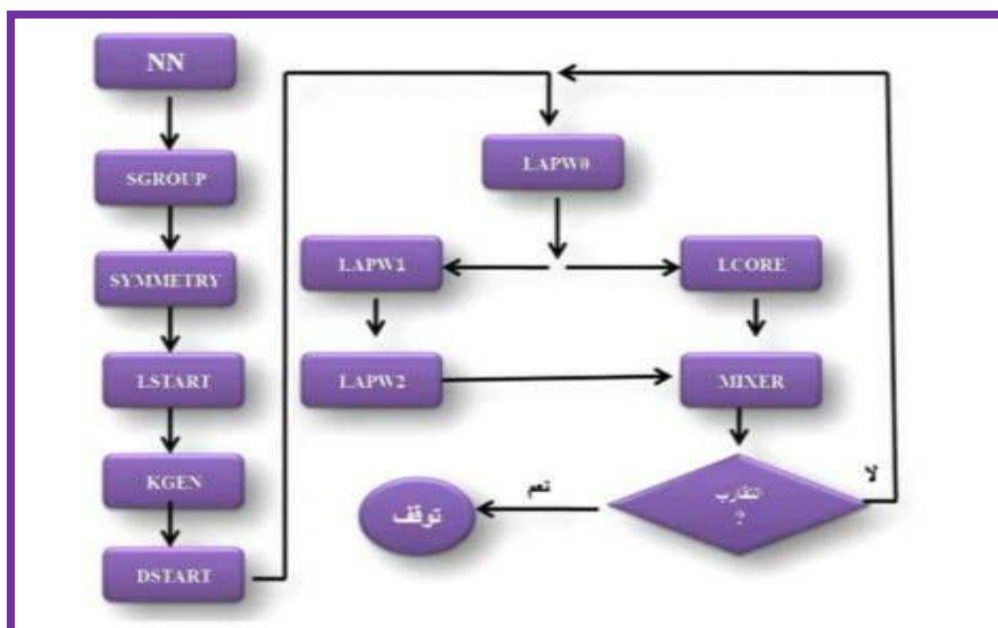 NN
SGROUP
SYMMETRY
LSTART
KGEN
DSTART
LAPW0
LAPW1
LCORE
LAPW2
MIXER
التقارب
?
نعم
لا
توقف